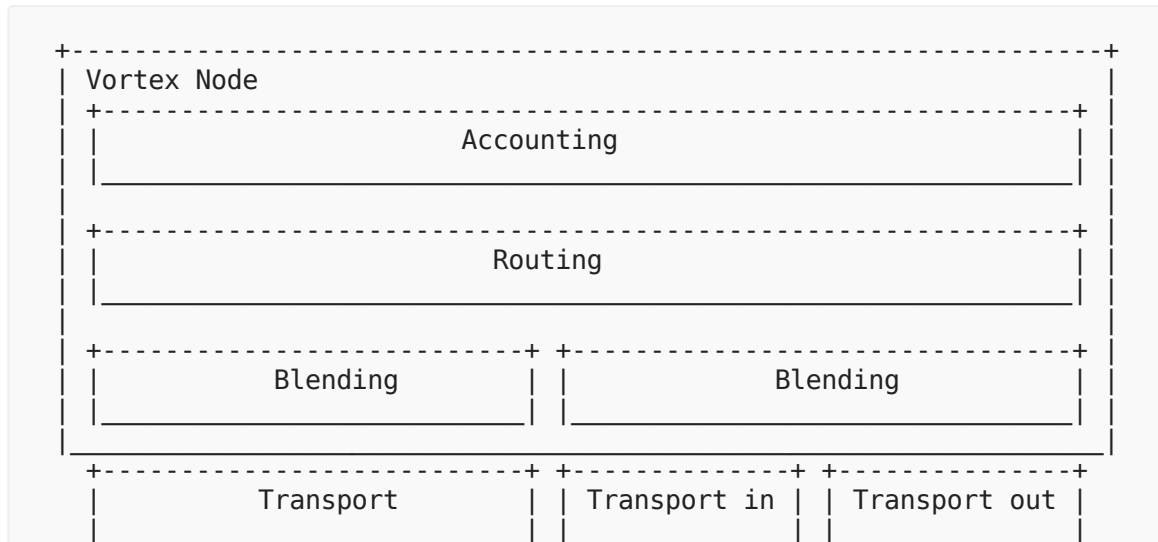 Vortex Node
Accounting
Routing
Blending Blending
Transport Transport in Transport out